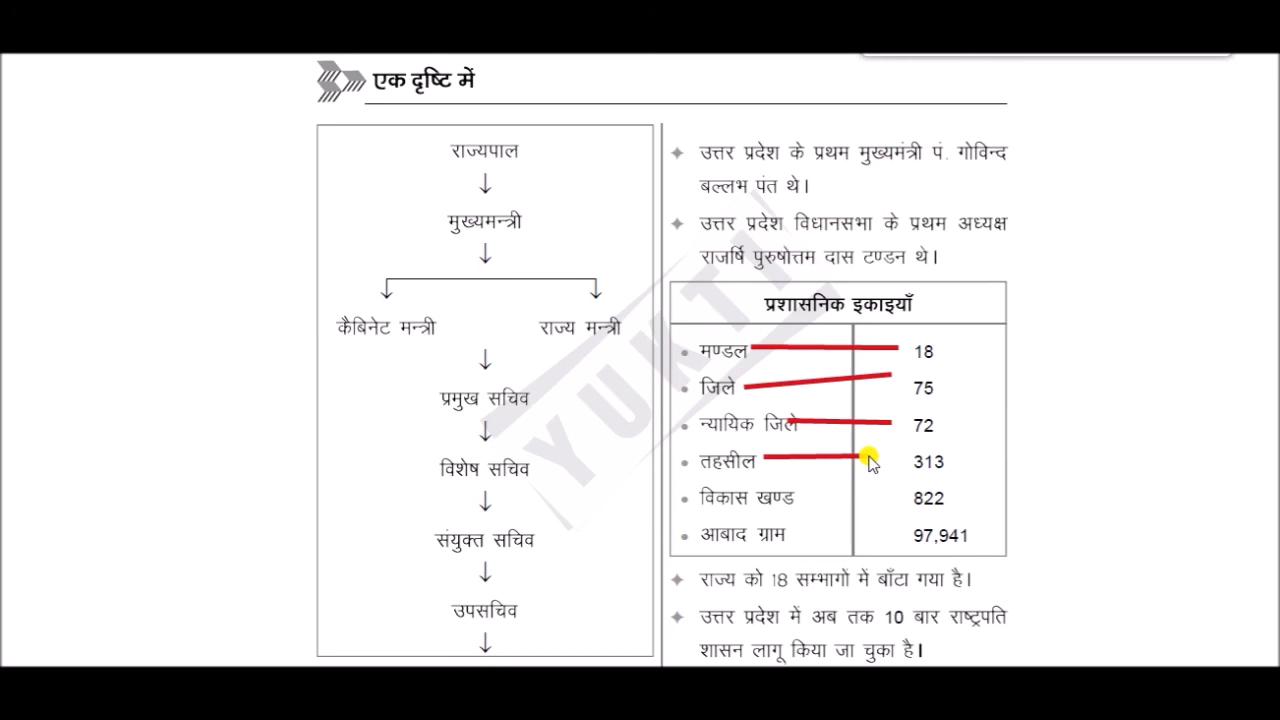 एक दृष्टि में
राज्यपाल
↓
मुख्यमन्त्री
↓
कैबिनेट मन्त्री राज्य मन्त्री
↓
प्रमुख सचिव
↓
विशेष सचिव
↓
संयुक्त सचिव
↓
उपसचिव
↓
उत्तर प्रदेश के प्रथम मुख्यमंत्री पं. गोविन्द
बल्लभ पंत थे।
उत्तर प्रदेश विधानसभा के प्रथम अध्यक्ष
राजर्षि पुरुषोत्तम दास टण्डन थे।
प्रशासनिक इकाइयाँ
• मण्डल 18
• जिले 75
• न्यायिक जिले 72
• तहसील 313
• विकास खण्ड 822
• आबाद ग्राम 97,941
राज्य को 18 सम्भागों में बाँटा गया है।
उत्तर प्रदेश में अब तक 10 बार राष्ट्रपति
शासन लागू किया जा चुका है।
YUKTI